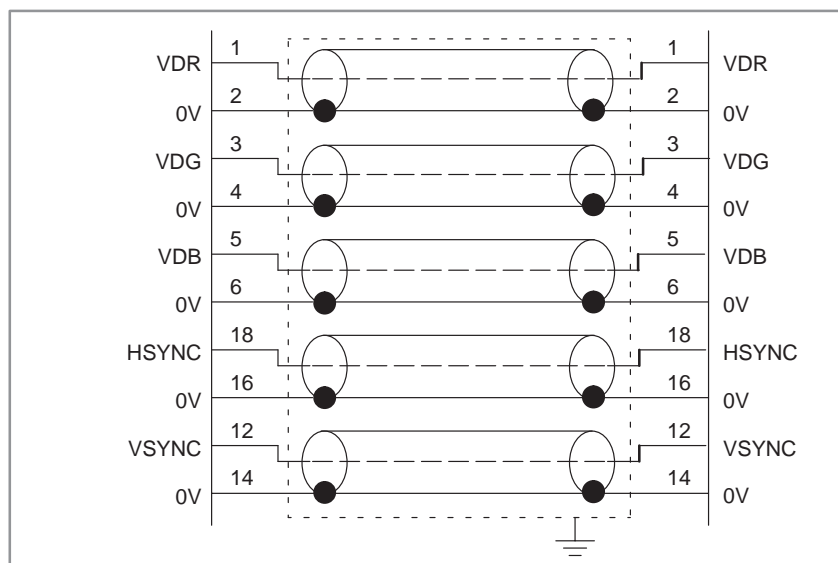 1 1
VDR VDR
2 2
0V 0V
3 3
VDG VDG
4 4
0V 0V
5 5
VDB VDB
6 6
0V 0V
18 18
HSYNC HSYNC
16 16
0V 0V
12 12
VSYNC VSYNC
14 14
0V 0V